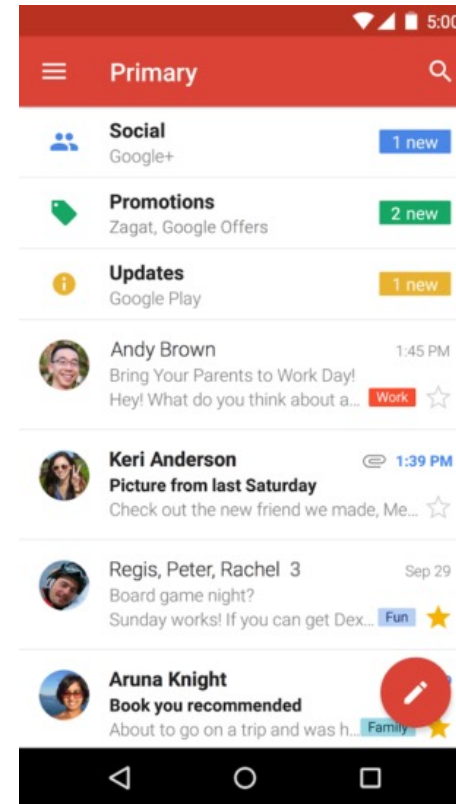 5:00
Primary
Social
1 new
Google+
Promotions
2 new
Zagat, Google Offers
Updates
1 new
Google Play
Andy Brown 1:45 PM
Bring Your Parents to Work Day!
Hey! What do you think about a... Work
Keri Anderson 1:39 PM
Picture from last Saturday
Check out the new friend we made, Me...
Regis, Peter, Rachel 3 Sep 29
Board game night?
Sunday works! If you can get Dex... Fun
Aruna Knight
Book you recommended
About to go on a trip and was h... Family